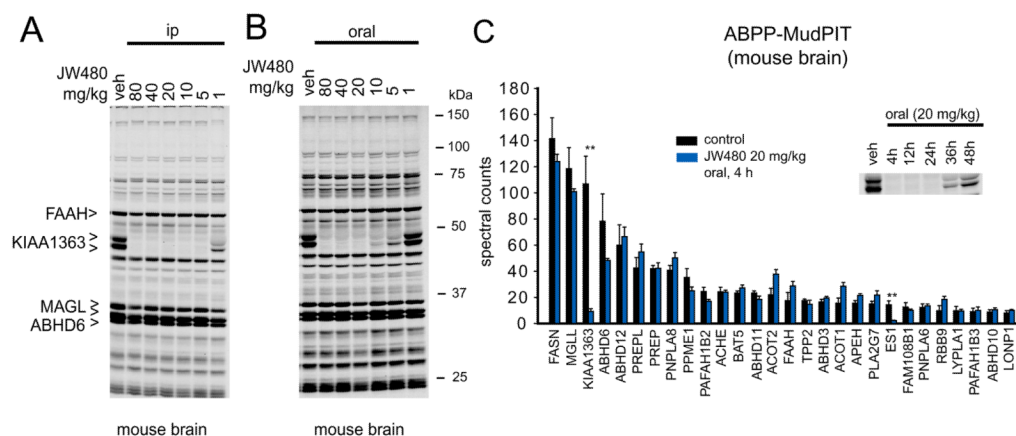 A
ip
JW480
mg/kg
veh
80
40
20
10
5
1
FAAH>
KIAA1363>
>
MAGL>
>
ABHD6>
mouse brain
B
oral
JW480
mg/kg
veh
80
40
20
10
5
1
kDa
150
100
75
50
37
25
mouse brain
C
ABPP-MudPIT
(mouse brain)
spectral counts
180
160
140
120
100
80
60
40
20
0
**
**
control
JW480 20 mg/kg
oral, 4 h
oral (20 mg/kg)
veh
4h
12h
24h
36h
48h
FASN
MGLL
KIAA1363
ABHD6
ABHD12
PREPL
PREP
PNPLA8
PPME1
PAFAH1B2
ACHE
BAT5
ABHD11
ACOT2
FAAH
TPP2
ABHD3
ACOT1
APEH
PLA2G7
ES1
FAM108B1
PNPLA6
RBB9
LYPLA1
PAFAH1B3
ABHD10
LONP1